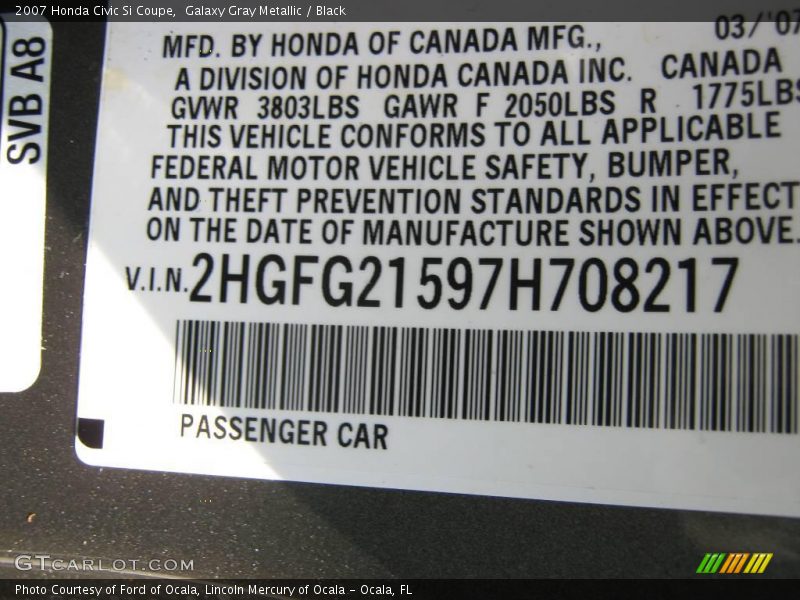 2007 Honda Civic Si Coupe,  Galaxy Gray Metallic / Black
03/'07
MFD. BY HONDA OF CANADA MFG.,
A DIVISION OF HONDA CANADA INC. CANADA
GVWR 3803LBS GAWR F 2050LBS R 1775LBS
THIS VEHICLE CONFORMS TO ALL APPLICABLE
FEDERAL MOTOR VEHICLE SAFETY, BUMPER,
AND THEFT PREVENTION STANDARDS IN EFFECT
ON THE DATE OF MANUFACTURE SHOWN ABOVE.
V.I.N. 2HGFG21597H708217
PASSENGER CAR
SVB A8
GTCARLOT.COM
Photo Courtesy of Ford of Ocala, Lincoln Mercury of Ocala – Ocala, FL